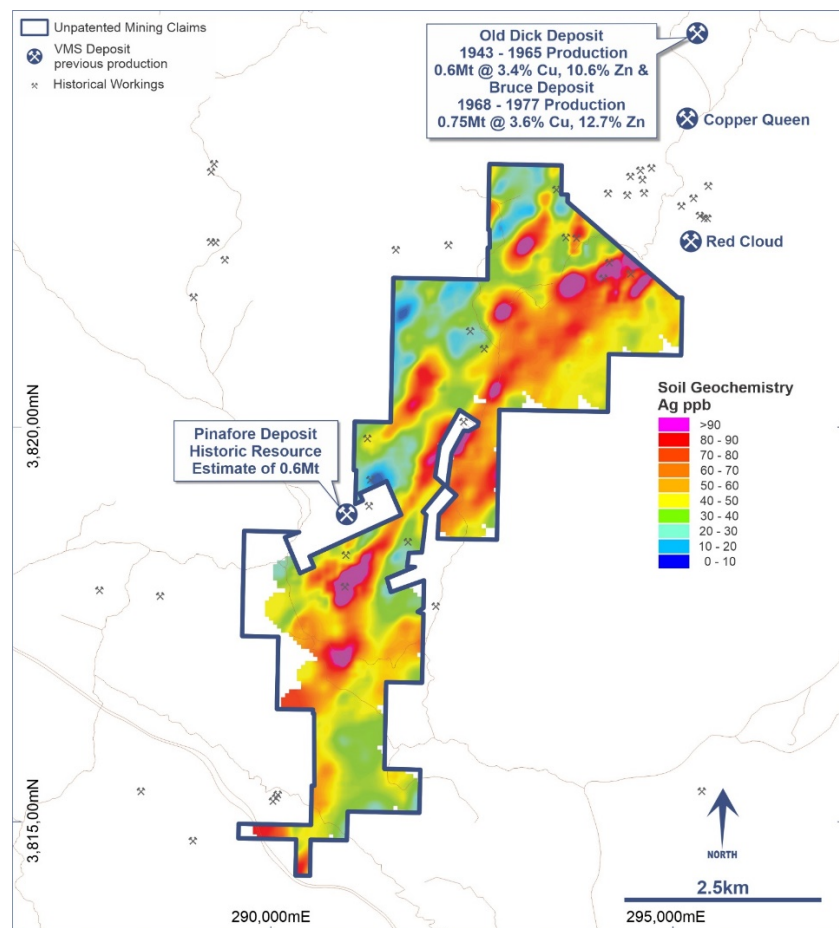 Unpatented Mining Claims
VMS Deposit
previous production
Historical Workings
Old Dick Deposit
1943 - 1965 Production
0.6Mt @ 3.4% Cu, 10.6% Zn &
Bruce Deposit
1968 - 1977 Production
0.75Mt @ 3.6% Cu, 12.7% Zn
Copper Queen
Red Cloud
Soil Geochemistry
Ag ppb
>90
80 - 90
70 - 80
60 - 70
50 - 60
40 - 50
30 - 40
20 - 30
10 - 20
0 - 10
3,820,00mN
Pinafore Deposit
Historic Resource
Estimate of 0.6Mt
3,815,00mN
NORTH
2.5km
290,000mE
295,000mE